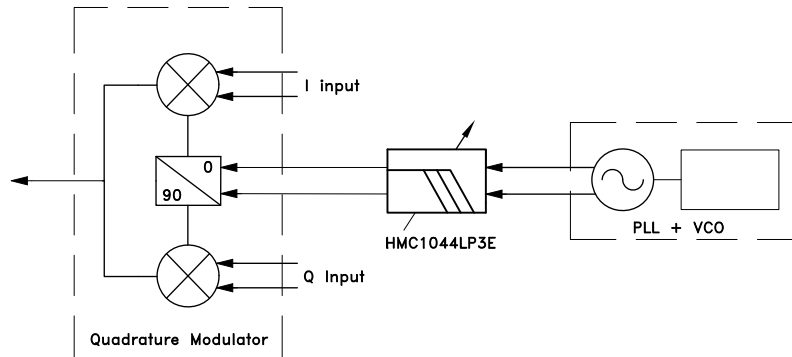 I input
0
90
HMC1044LP3E
PLL + VCO
Q Input
Quadrature Modulator